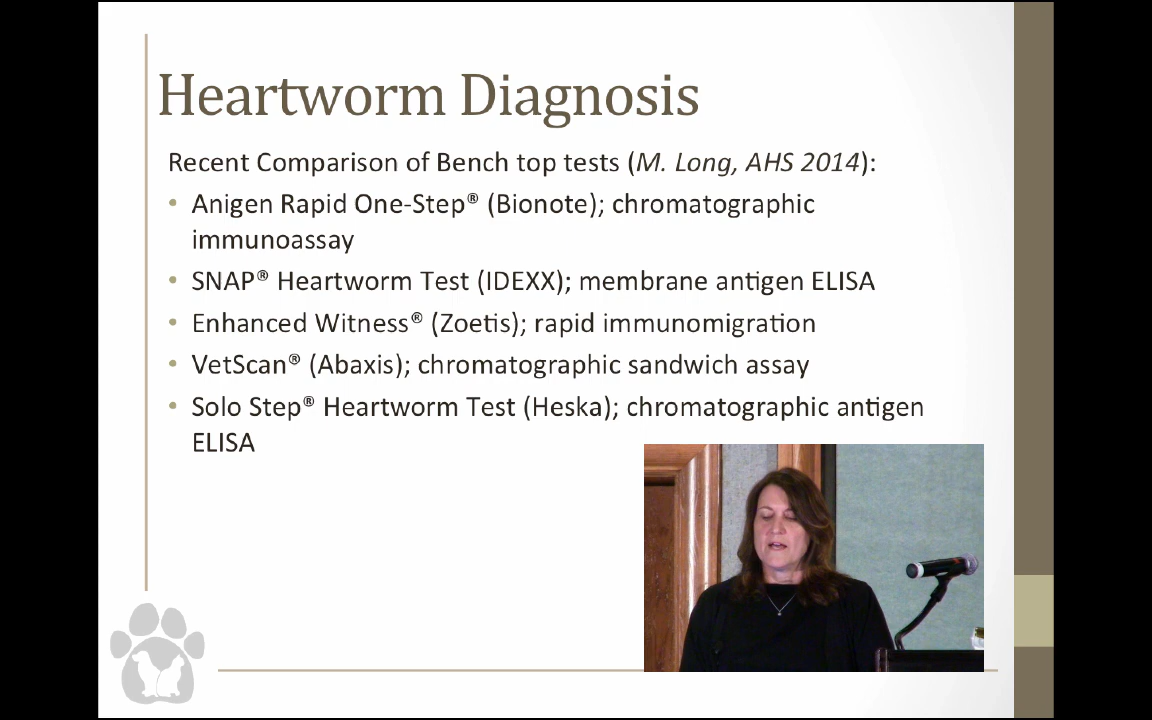 Heartworm Diagnosis
Recent Comparison of Bench top tests (M. Long, AHS 2014):
• Anigen Rapid One-Step® (Bionote); chromatographic
immunoassay
• SNAP® Heartworm Test (IDEXX); membrane antigen ELISA
• Enhanced Witness® (Zoetis); rapid immunomigration
• VetScan® (Abaxis); chromatographic sandwich assay
• Solo Step® Heartworm Test (Heska); chromatographic antigen
ELISA